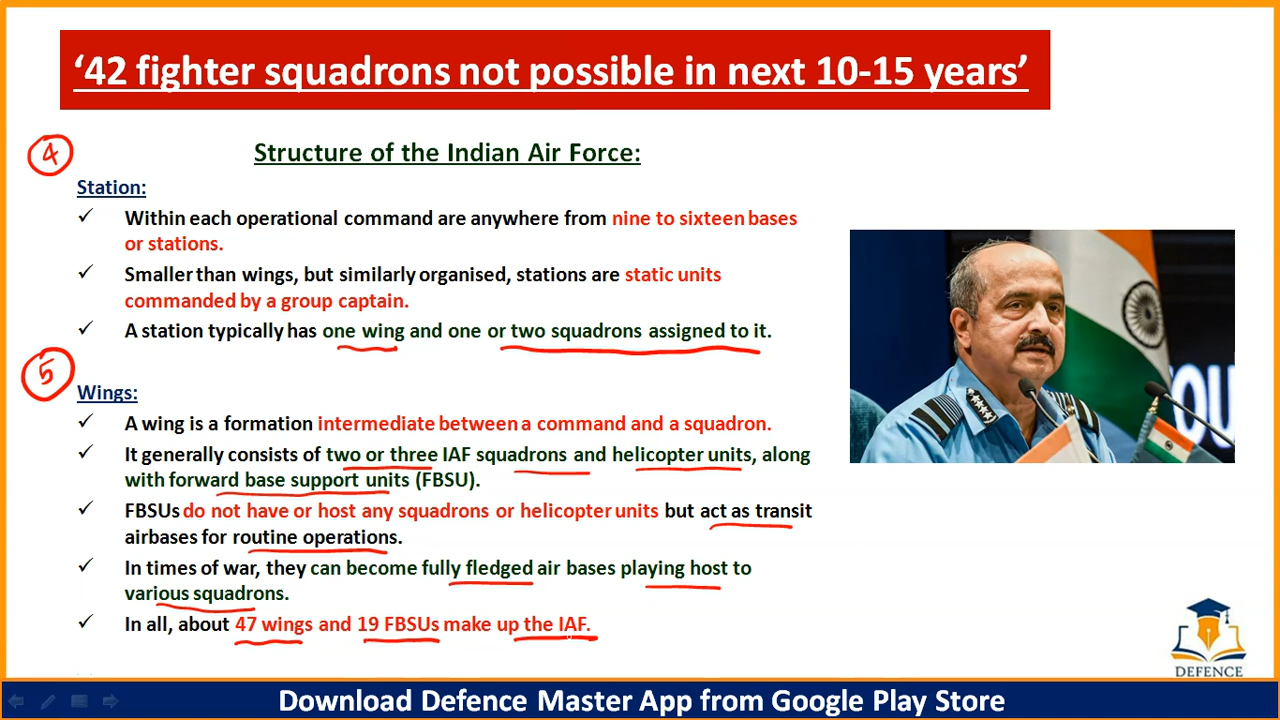 ‘42 fighter squadrons not possible in next 10-15 years’
4
Structure of the Indian Air Force:
Station:
✓ Within each operational command are anywhere from nine to sixteen bases
or stations.
✓ Smaller than wings, but similarly organised, stations are static units
commanded by a group captain.
✓ A station typically has one wing and one or two squadrons assigned to it.
5
Wings:
✓ A wing is a formation intermediate between a command and a squadron.
✓ It generally consists of two or three IAF squadrons and helicopter units, along
with forward base support units (FBSU).
✓ FBSUs do not have or host any squadrons or helicopter units but act as transit
airbases for routine operations.
✓ In times of war, they can become fully fledged air bases playing host to
various squadrons.
✓ In all, about 47 wings and 19 FBSUs make up the IAF.
DEFENCE
Download Defence Master App from Google Play Store